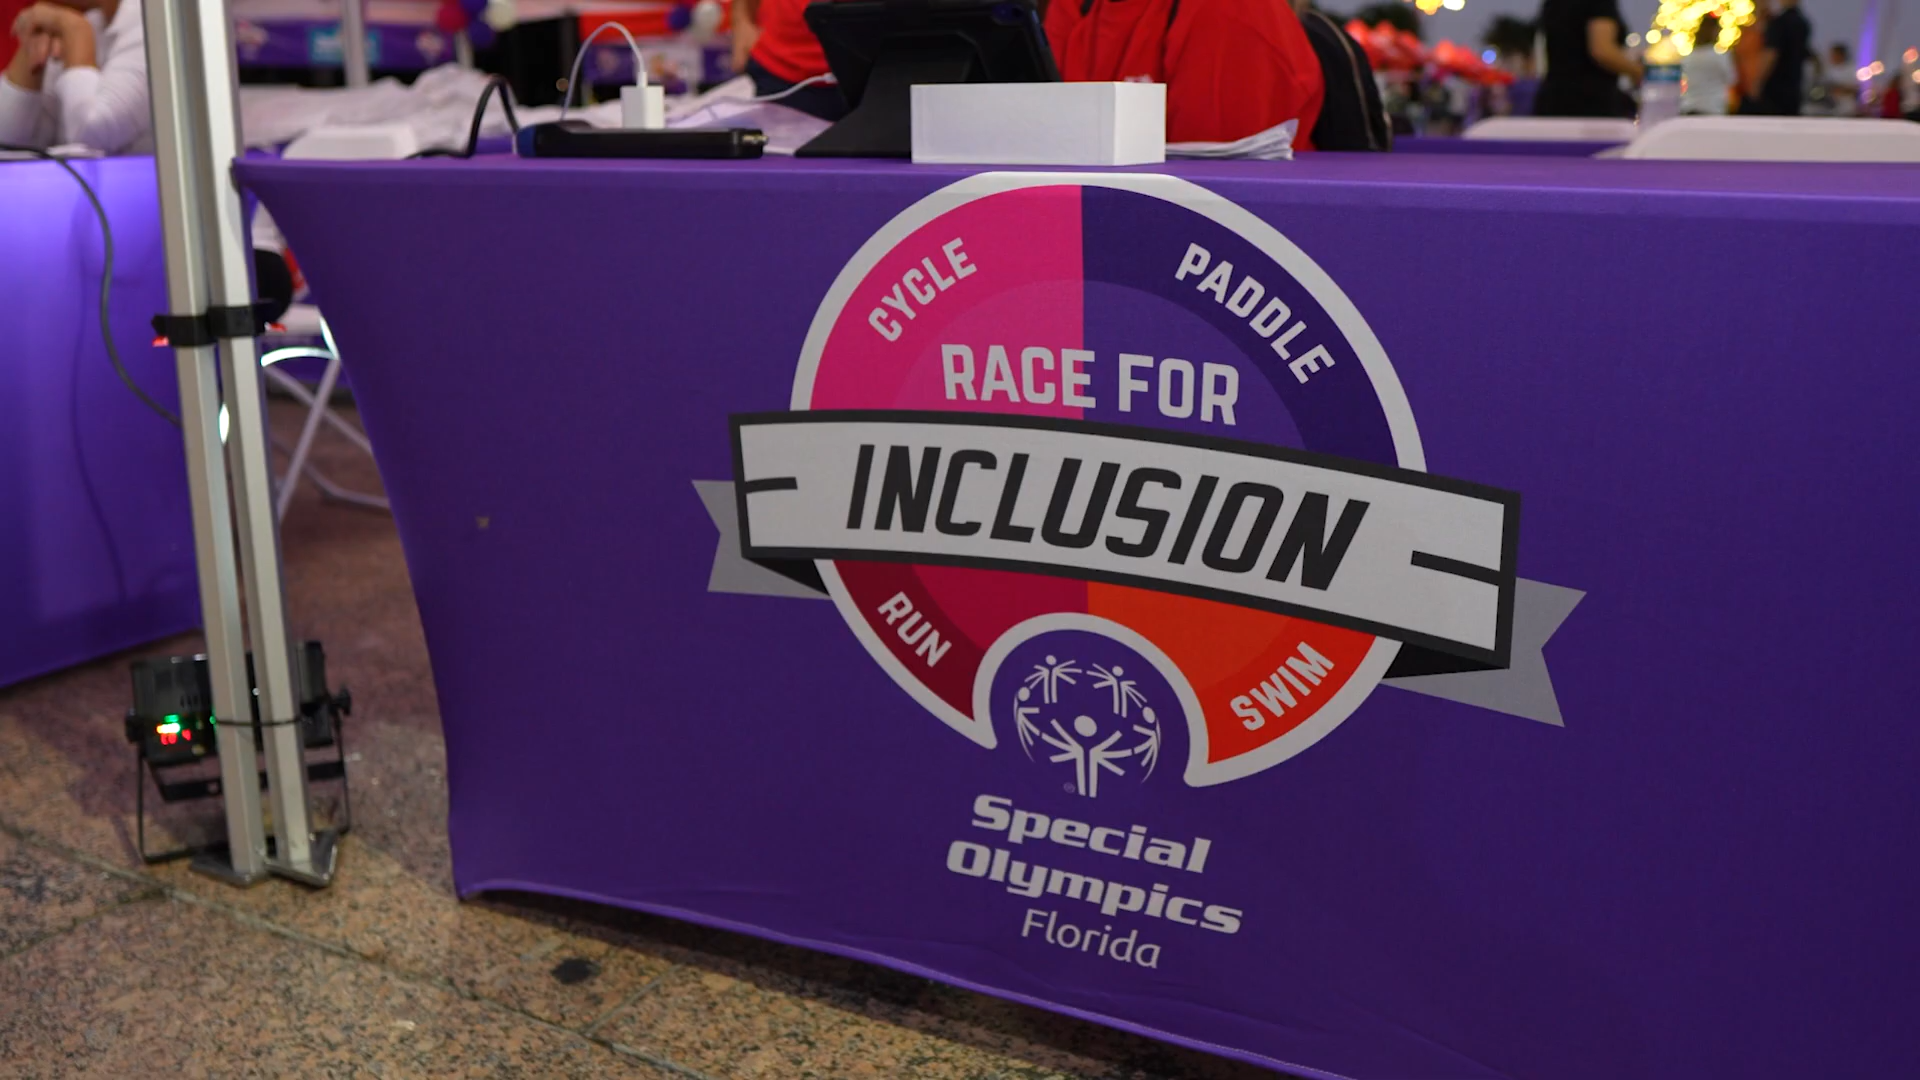 CYCLE
PADDLE
RACE FOR
INCLUSION
RUN
SWIM
®
Special
Olympics
Florida